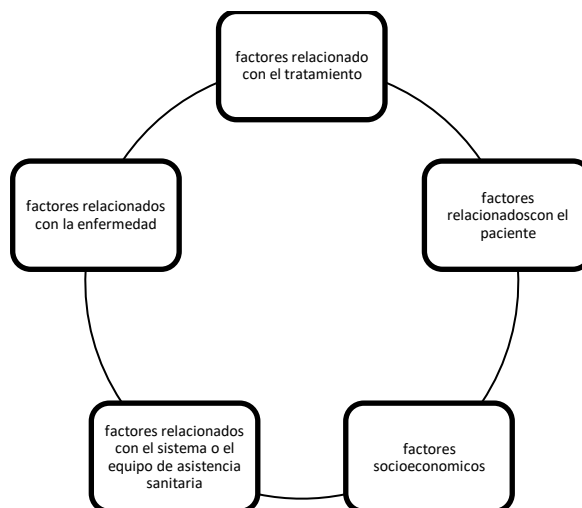 factores relacionado
con el tratamiento
factores
relacionadoscon el
paciente
factores
socioeconomicos
factores relacionados
con el sistema o el
equipo de asistencia
sanitaria
factores relacionados
con la enfermedad